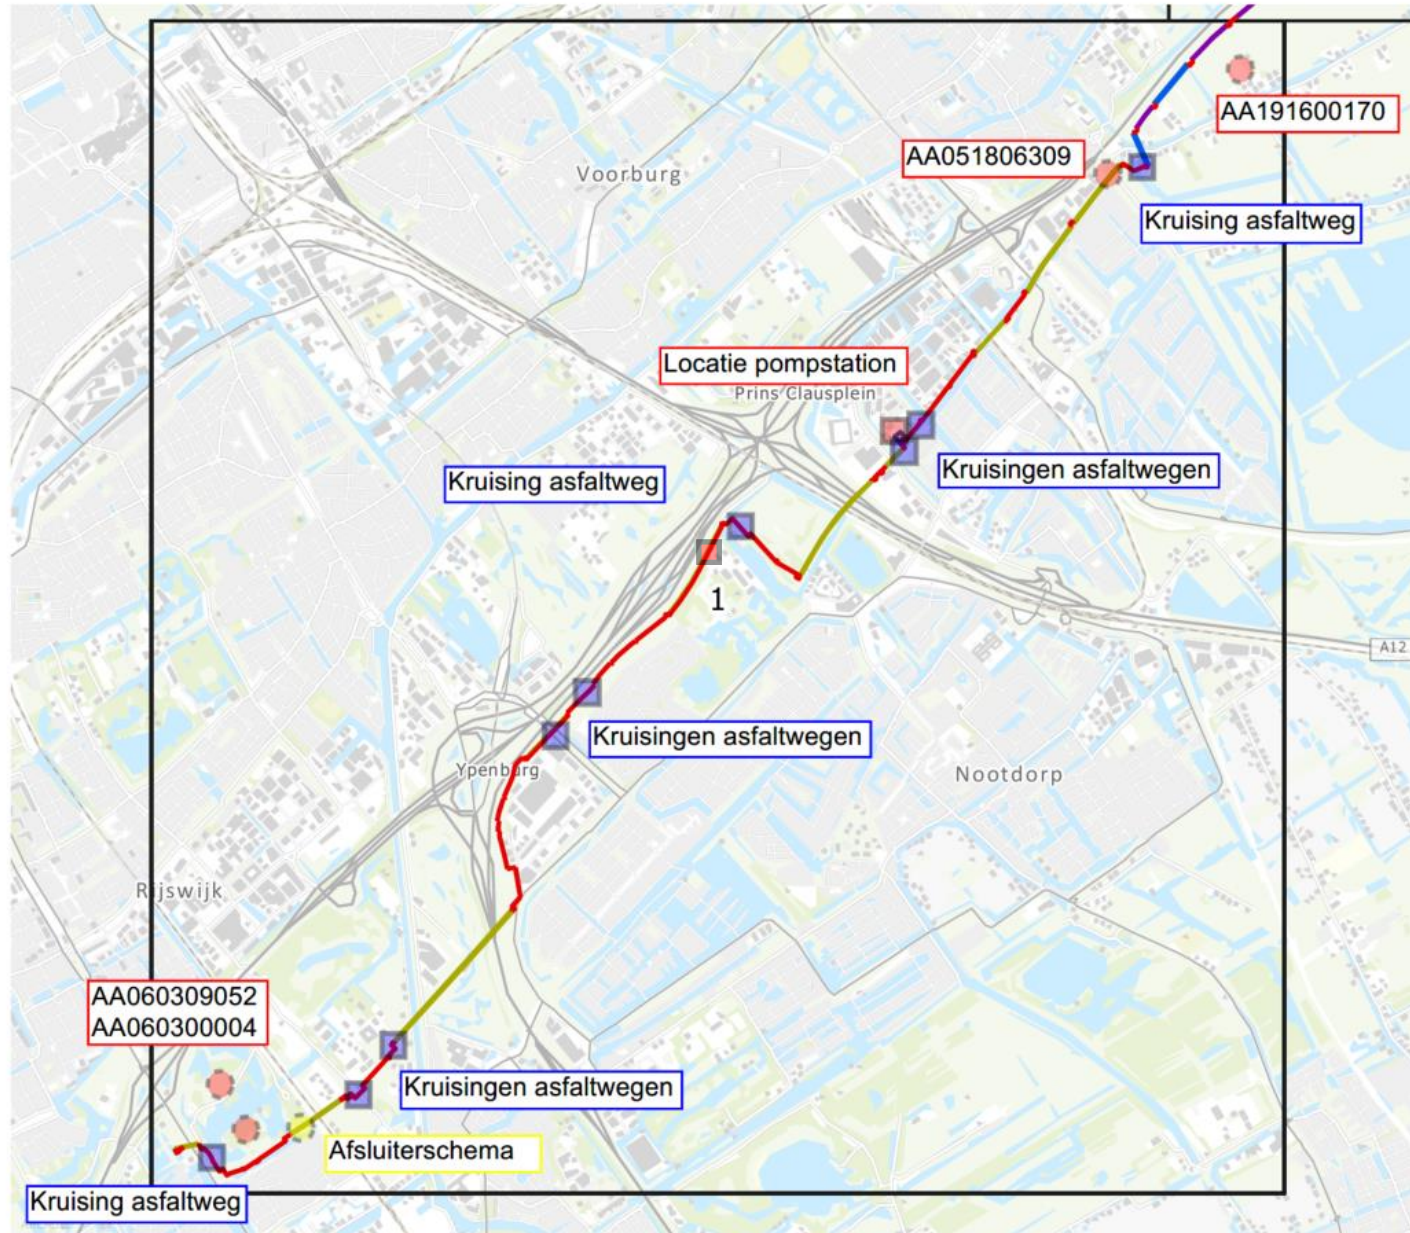 AA191600170
AA051806309
Voorburg
Kruising asfaltweg
Locatie pompstation
Prins Clausplein
Kruising asfaltweg
Kruisingen asfaltwegen
1
A12
Kruisingen asfaltwegen
Ypenburg
Nootdorp
Rijswijk
AA060309052
AA060300004
Kruisingen asfaltwegen
Afsluiterschema
Kruising asfaltweg